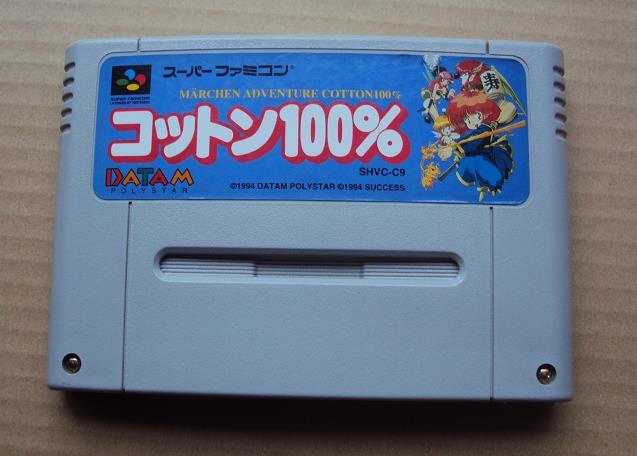 スーパーファミコン®
SUPER FAMICOM
LICENSED BY NINTENDO
MÄRCHEN ADVENTURE COTTON100%
コットン100%
SHVC-C9
DATAM
POLYSTAR
©1994 DATAM POLYSTAR ©1994 SUCCESS